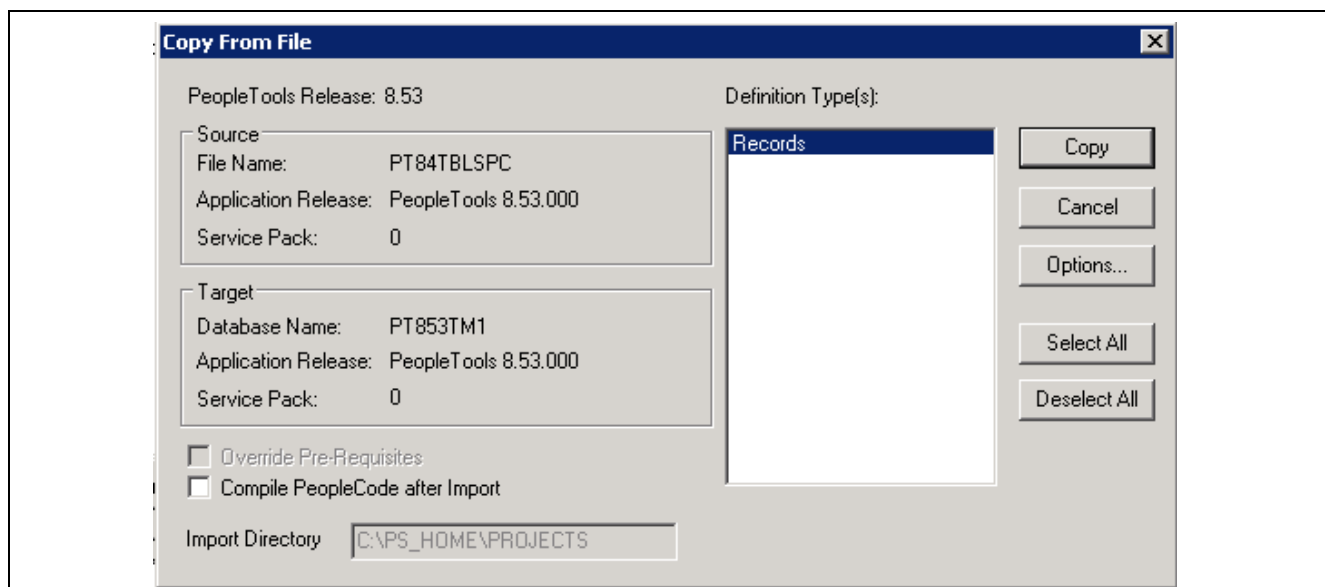 Copy From File
PeopleTools Release: 8.53
Source
File Name: PT84TBLSPC
Application Release: PeopleTools 8.53.000
Service Pack: 0
Target
Database Name: PT853TM1
Application Release: PeopleTools 8.53.000
Service Pack: 0
Override Pre-Requisites
Compile PeopleCode after Import
Import Directory C:\PS_HOME\PROJECTS
Definition Type(s):
Records
Copy
Cancel
Options...
Select All
Deselect All